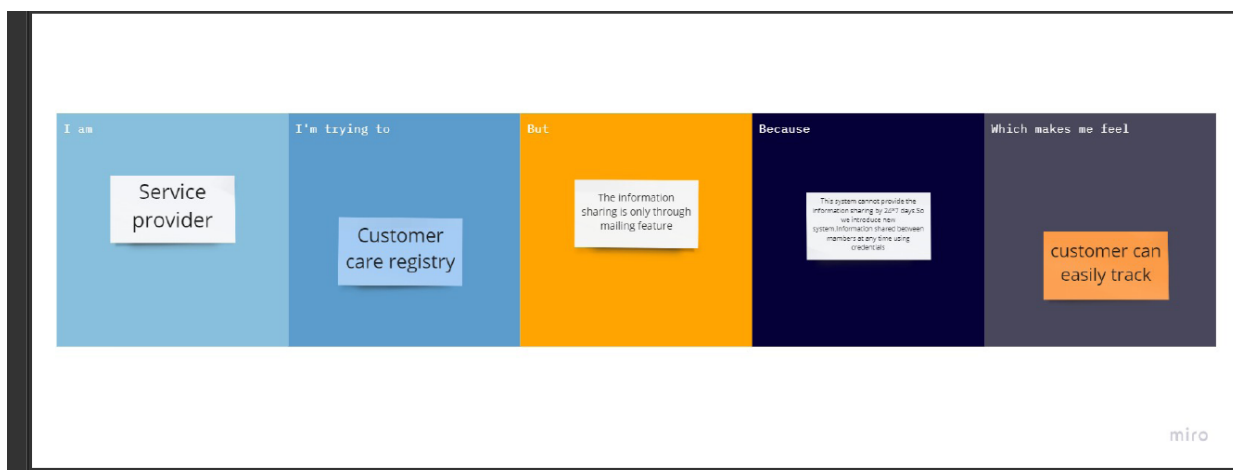 I am
Service
provider
I'm trying to
Customer
care registry
But
The information
sharing is only through
mailing feature
Because
This system cannot provide the
information sharing by 24*7 days.So
we introduce new
system.Information shared between
mambers at any time using
credentials
Which makes me feel
customer can
easily track
miro